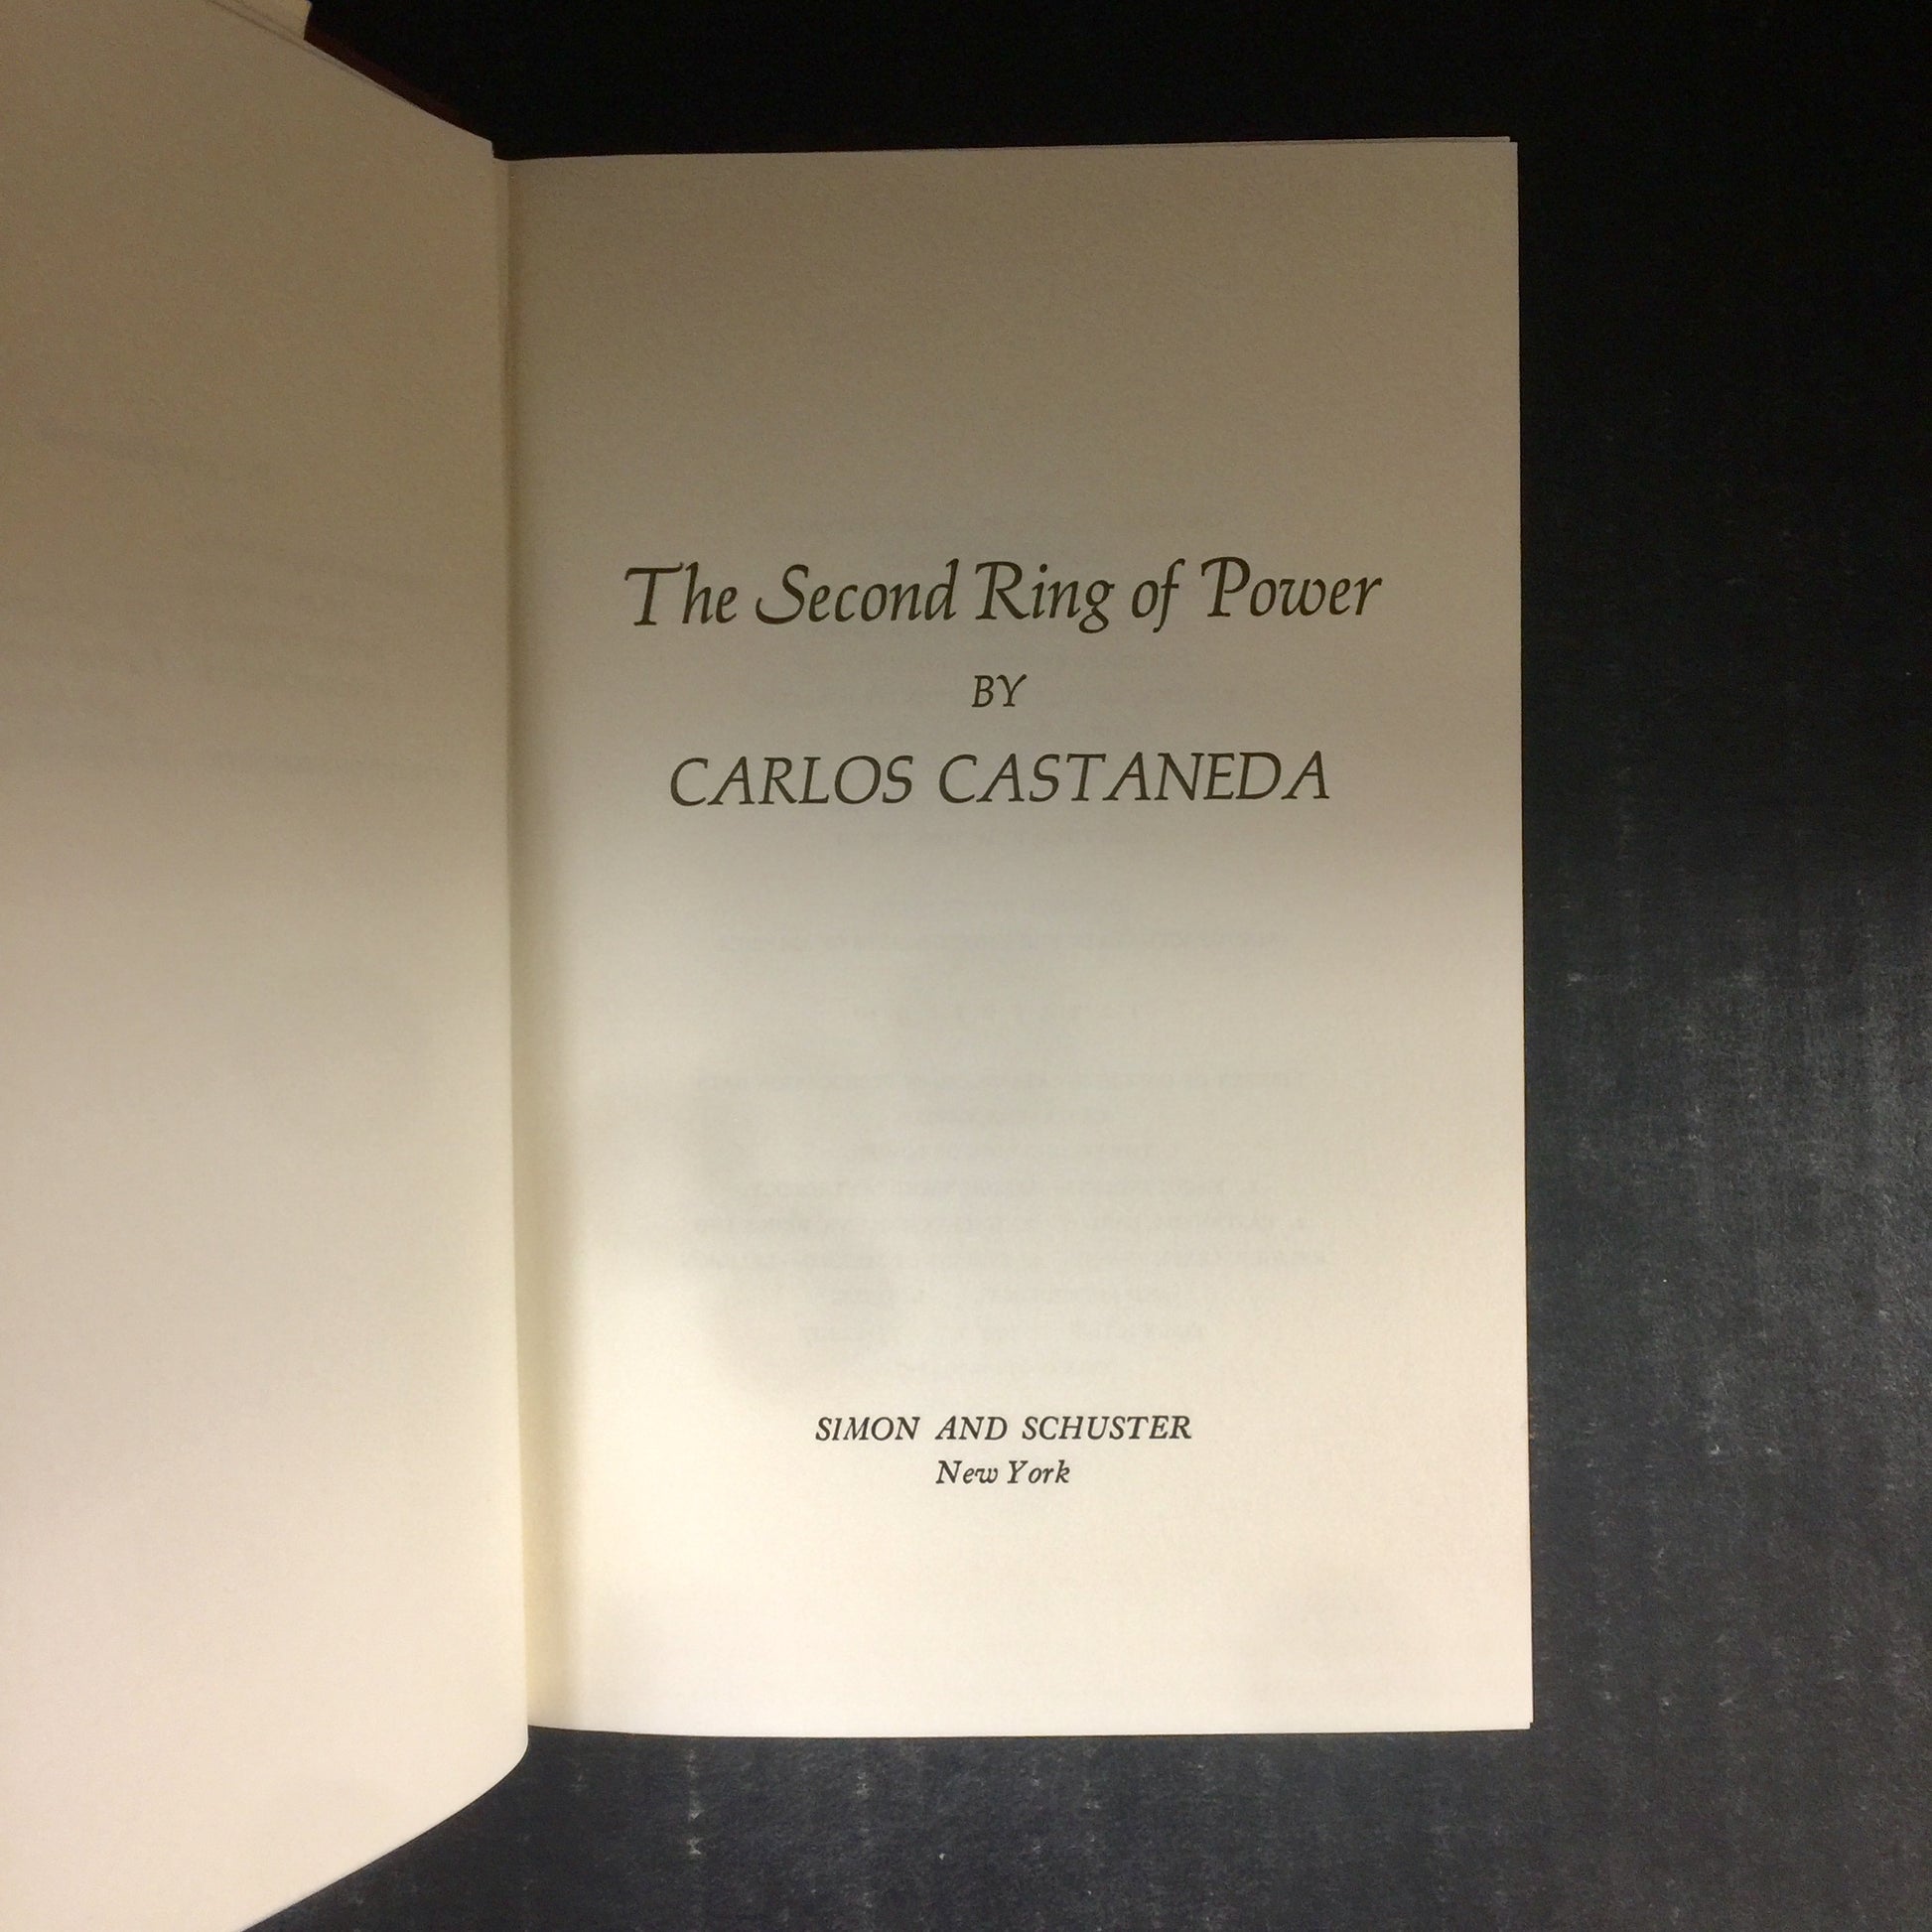 The Second Ring of Power
BY
CARLOS CASTANEDA
SIMON AND SCHUSTER
New York